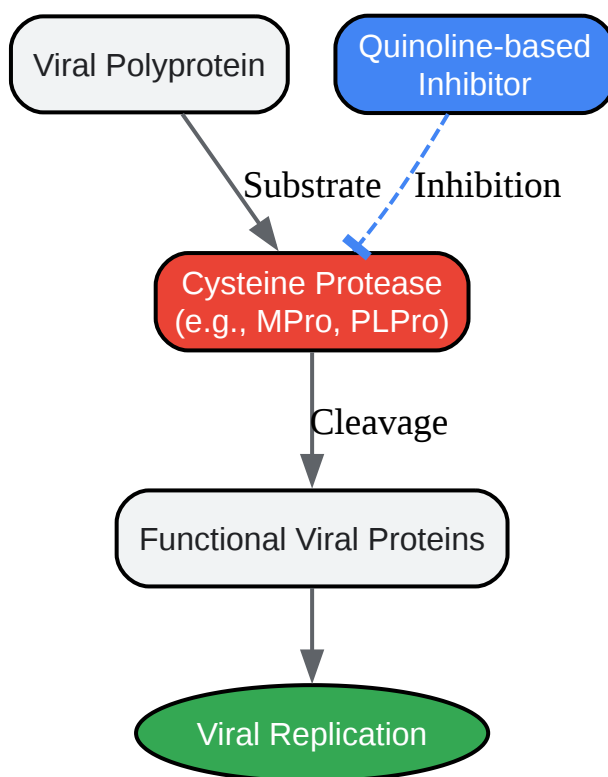 Viral Polyprotein
Quinoline-based
Inhibitor
Substrate
Inhibition
Cysteine Protease
(e.g., MPro, PLPro)
Cleavage
Functional Viral Proteins
Viral Replication